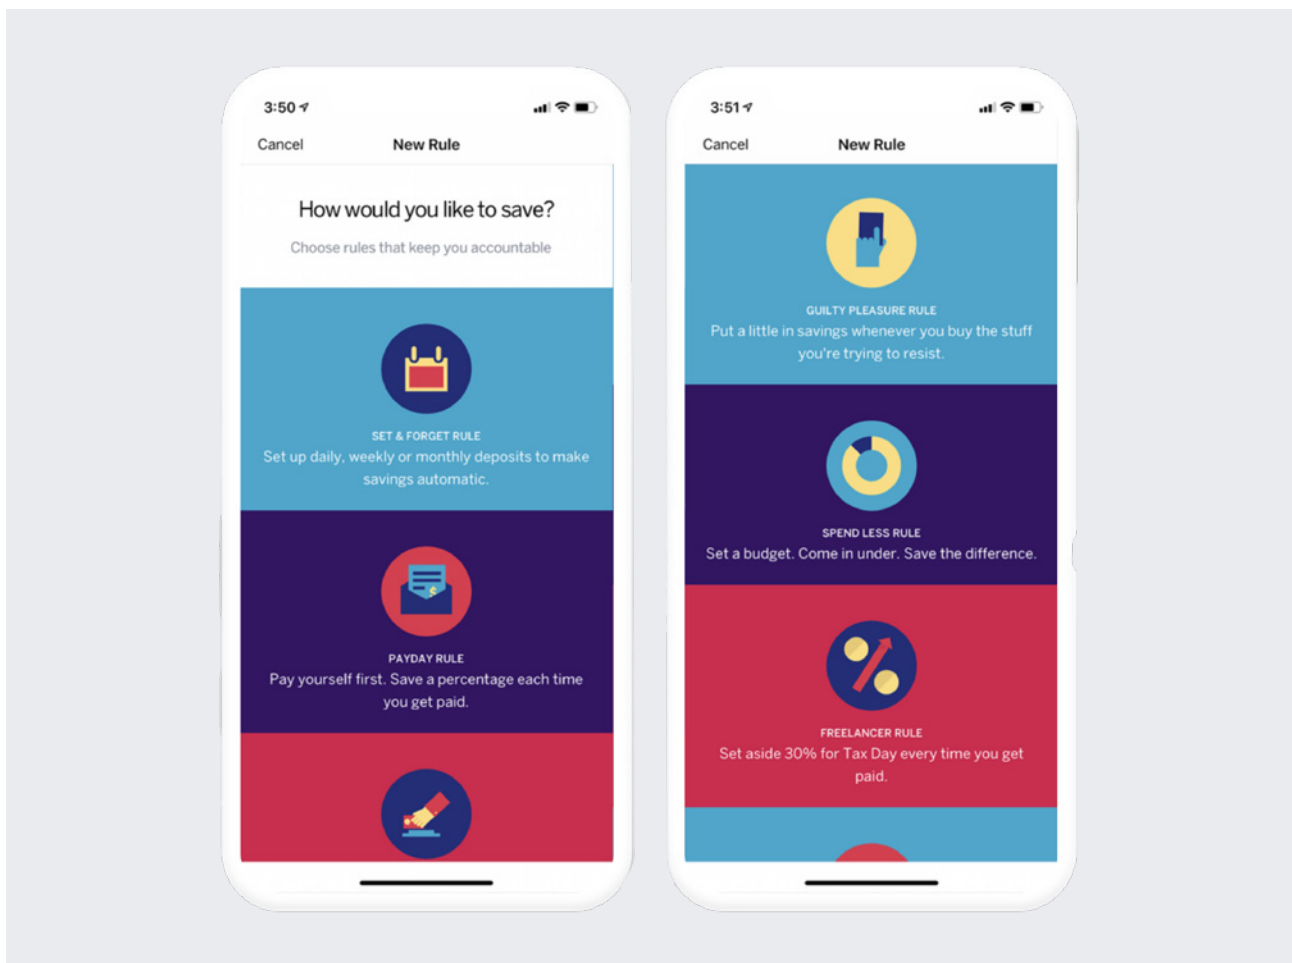 3:50
Cancel
New Rule
How would you like to save?
Choose rules that keep you accountable
SET & FORGET RULE
Set up daily, weekly or monthly deposits to make
savings automatic.
$
PAYDAY RULE
Pay yourself first. Save a percentage each time
you get paid.
3:51
Cancel
New Rule
GUILTY PLEASURE RULE
Put a little in savings whenever you buy the stuff
you're trying to resist.
SPEND LESS RULE
Set a budget. Come in under. Save the difference.
FREELANCER RULE
Set aside 30% for Tax Day every time you get
paid.